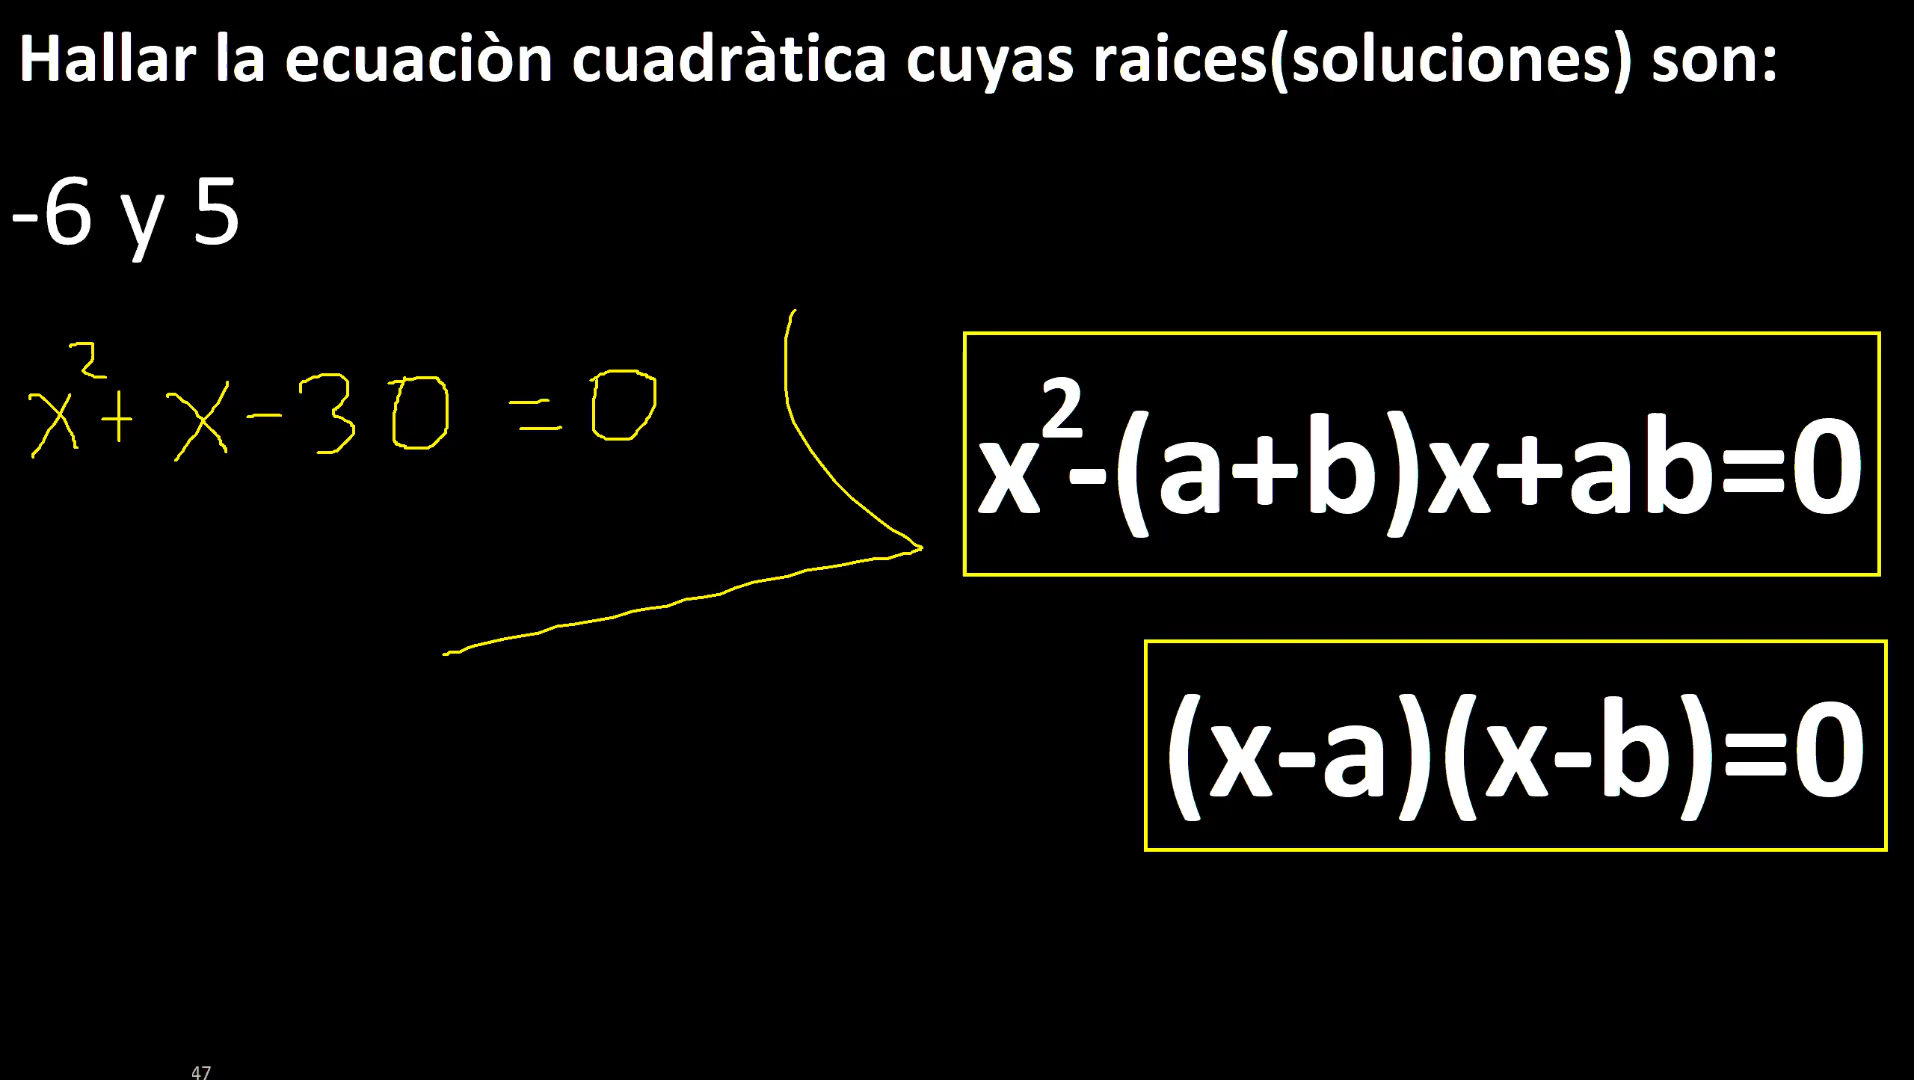 Hallar la ecuaciòn cuadràtica cuyas raices(soluciones) son:
-6 y 5
x²+x-30=0
x²-(a+b)x+ab=0
(x-a)(x-b)=0
47